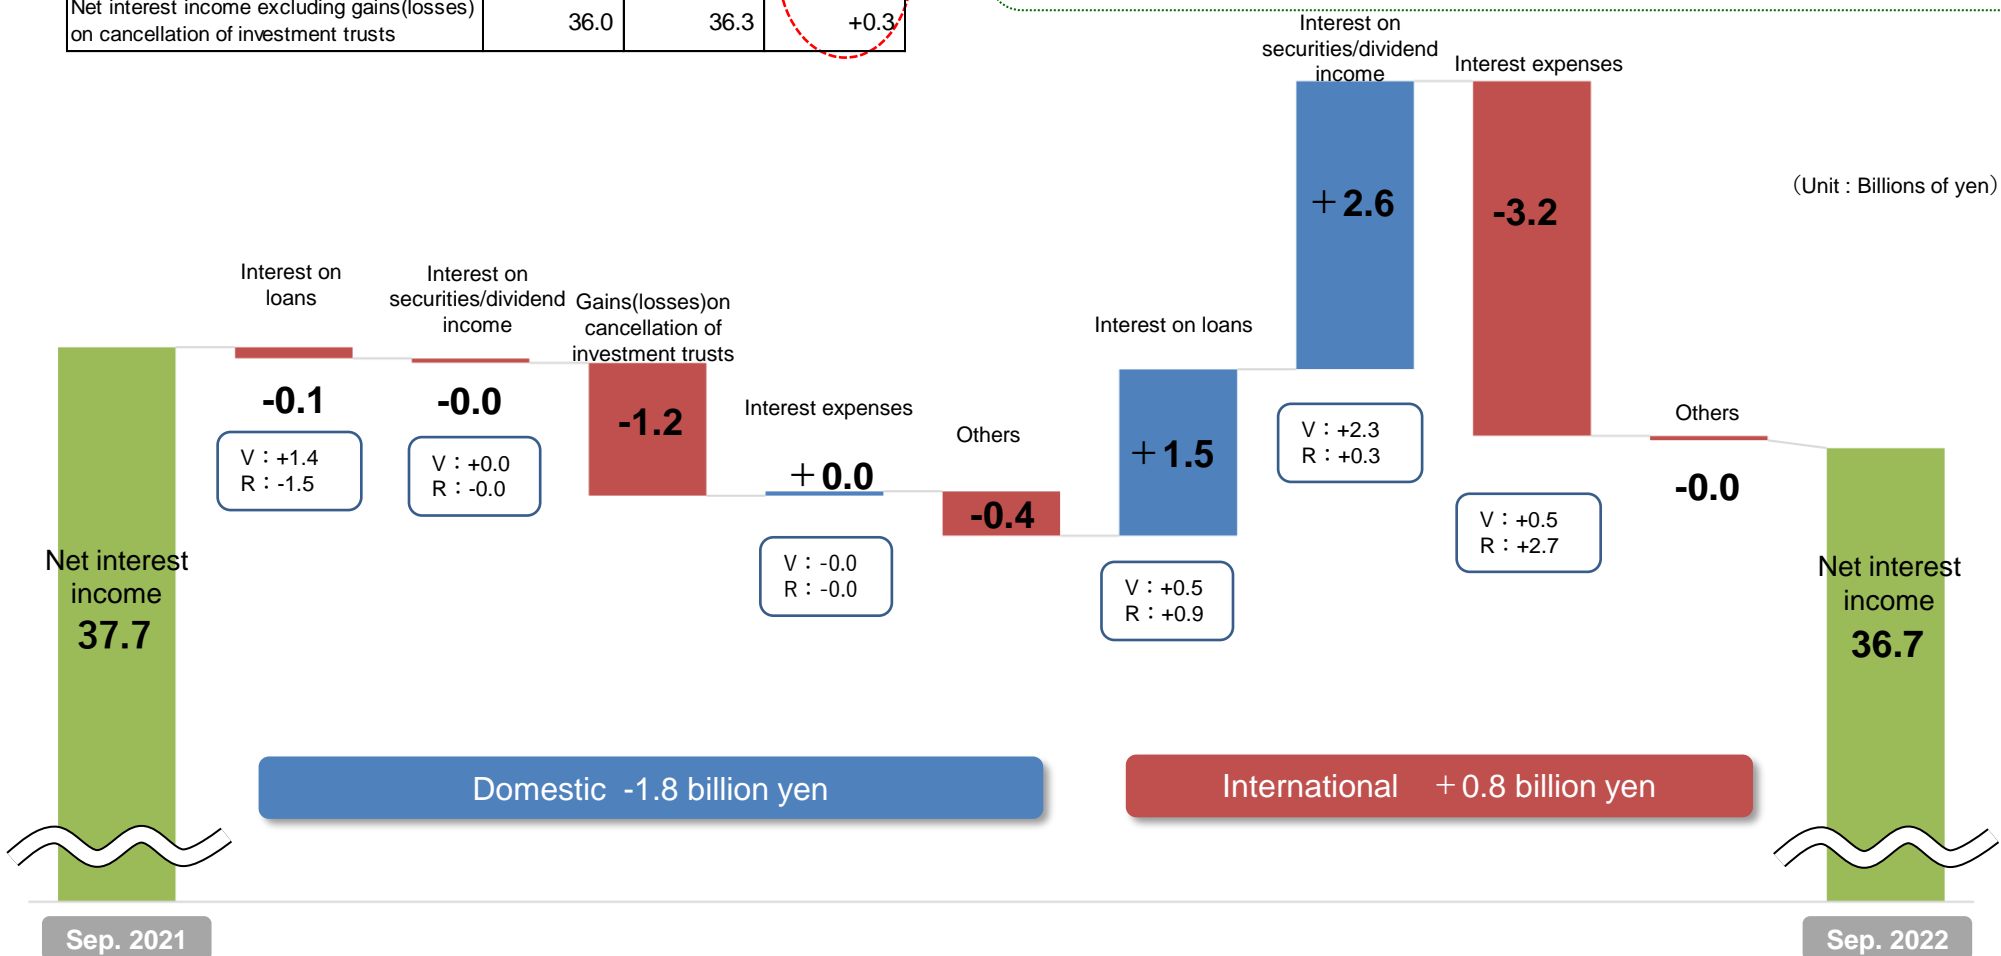 Net interest income excluding gains(losses)
on cancellation of investment trusts
36.0
36.3
+0.3
Interest on
securities/dividend
income
Interest expenses
(Unit : Billions of yen)
+2.6
-3.2
Interest on
loans
Interest on
securities/dividend
income
Gains(losses)on
cancellation of
investment trusts
Interest on loans
-0.1
-0.0
-1.2
Interest expenses
Others
Others
+1.5
V:+2.3
R:+0.3
V:+1.4
R:-1.5
V:+0.0
R:-0.0
+0.0
-0.4
-0.0
V:+0.5
R:+2.7
V:-0.0
R:-0.0
V:+0.5
R:+0.9
Net interest
income
37.7
Net interest
income
36.7
Domestic -1.8 billion yen
International +0.8 billion yen
Sep. 2021
Sep. 2022